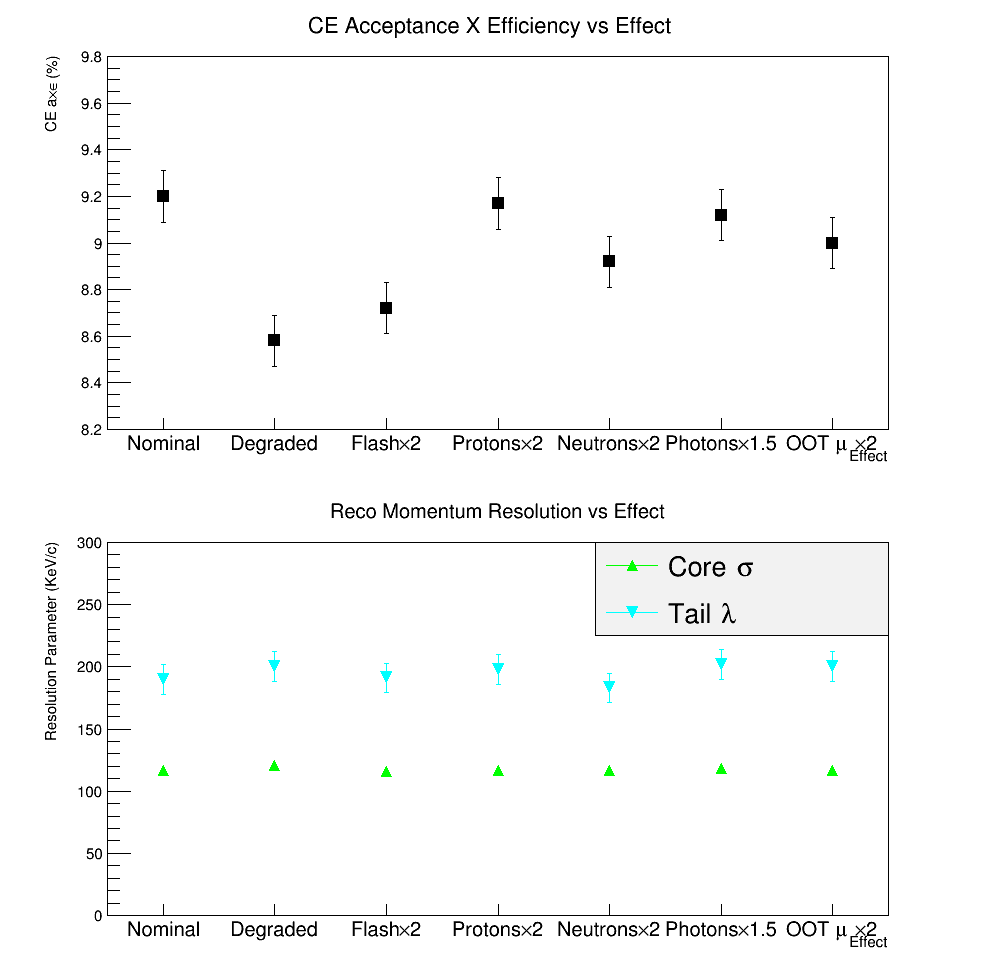 CE Acceptance X Efficiency vs Effect
CE a×ϵ (%)
9.8
9.6
9.4
9.2
9
8.8
8.6
8.4
8.2
Nominal Degraded Flash×2 Protons×2 Neutrons×2 Photons×1.5 OOT μ ×2
Effect
Reco Momentum Resolution vs Effect
Resolution Parameter (KeV/c)
300
250
200
150
100
50
0
Core σ
Tail λ
Nominal Degraded Flash×2 Protons×2 Neutrons×2 Photons×1.5 OOT μ ×2
Effect